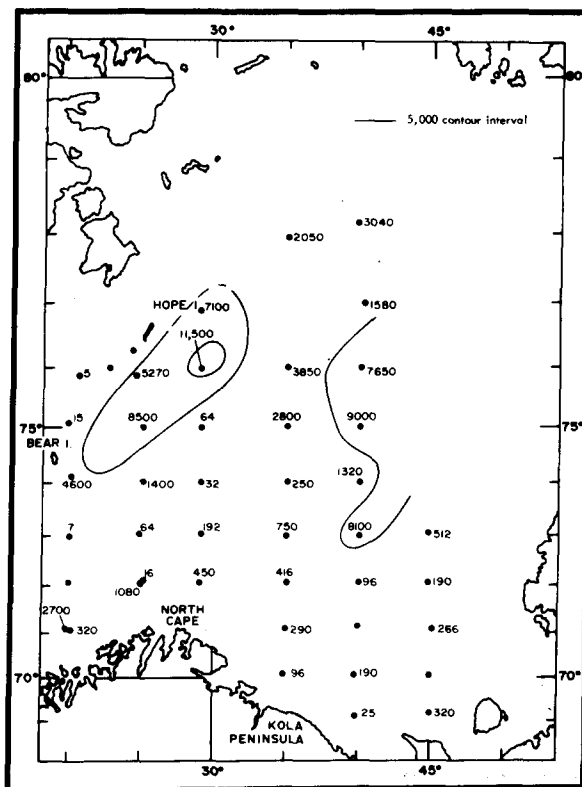 30° 45°
80° 80°
5,000 contour interval
3040
2050
HOPE I. 7100
1580
11,500
5 5270 3850 7650
15 8500 64 2800 9000
75° 75°
BEAR I.
1320
4600 1400 32 250
7 64 192 750 8100 512
16 450 416
1080 96 190
2700 NORTH
CAPE
320 290 266
96 190
70° 70°
KOLA 25 320
PENINSULA
30° 45°